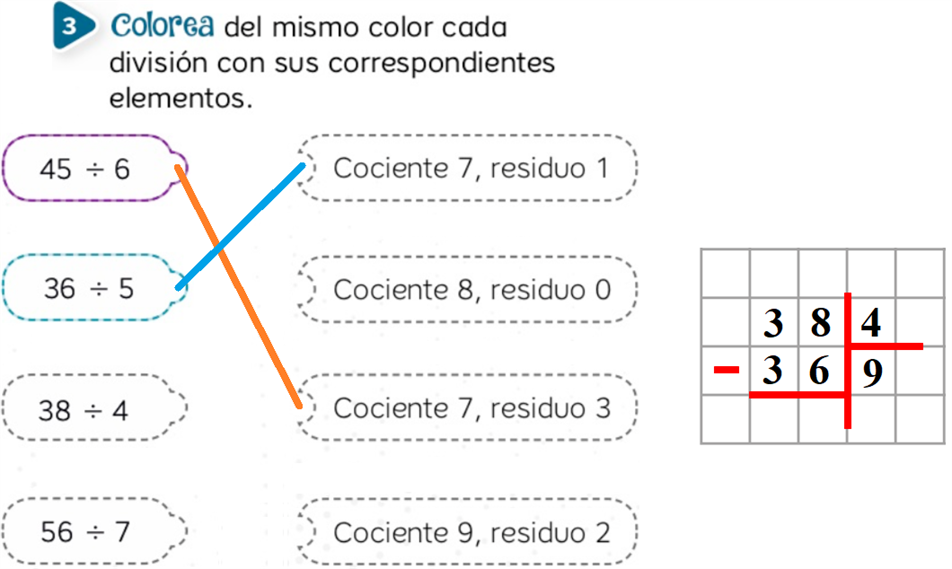 3 Colorea del mismo color cada
división con sus correspondientes
elementos.
45 ÷ 6
Cociente 7, residuo 1
36 ÷ 5
Cociente 8, residuo 0
38 ÷ 4
Cociente 7, residuo 3
56 ÷ 7
Cociente 9, residuo 2
3 8 4
- 3 6 9